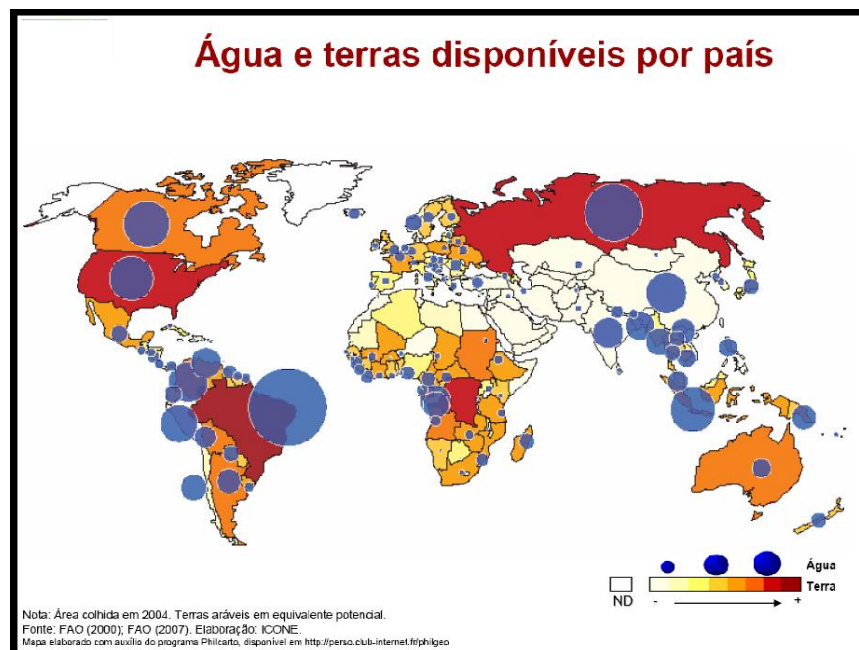 Água e terras disponíveis por país
Água
Terra
ND
- +
Nota: Área colhida em 2004. Terras aráveis em equivalente potencial.
Fonte: FAO (2000); FAO (2007). Elaboração: ICONE.
Mapa elaborado com auxílio do programa Philcarto, disponível em http://perso.club-internet.fr/philgeo